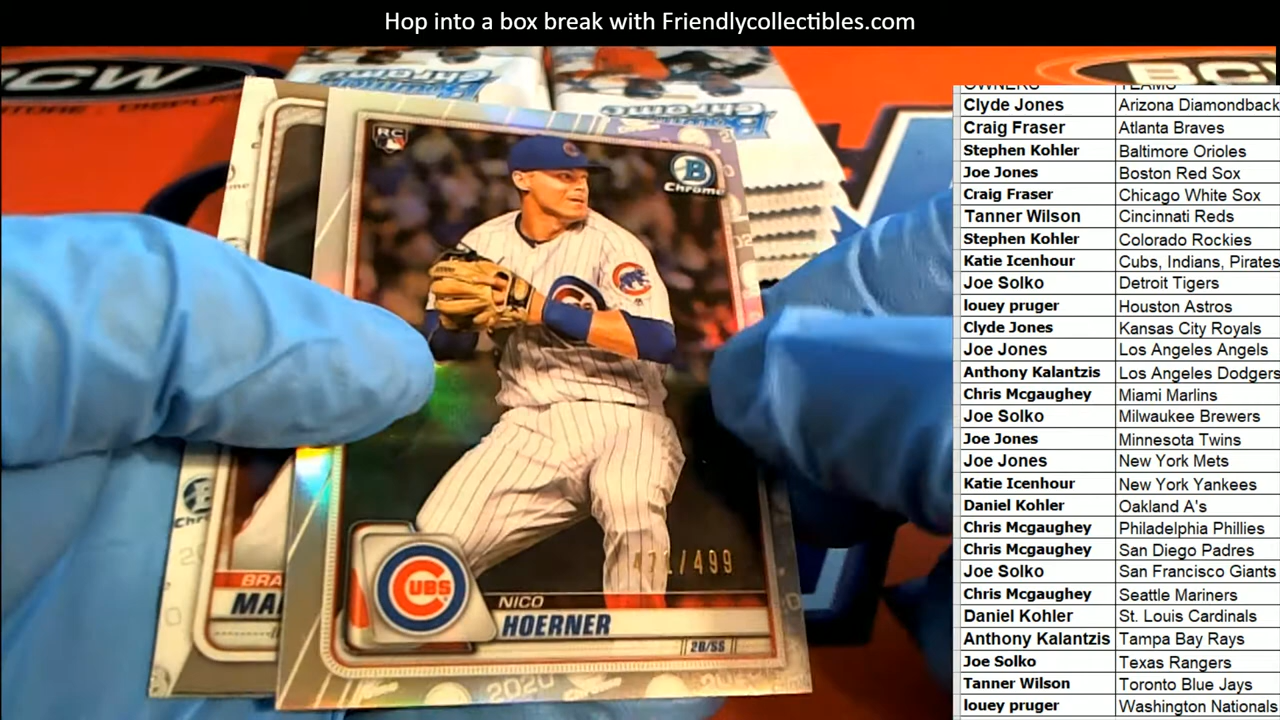 Hop into a box break with Friendlycollectibles.com
BCW
Chrome
RC
B
Chrome
CUBS
/499
NICO
HOERNER
2B/SS
2020
BRA
MA
OWNERS TEAMS
Clyde Jones Arizona Diamondback
Craig Fraser Atlanta Braves
Stephen Kohler Baltimore Orioles
Joe Jones Boston Red Sox
Craig Fraser Chicago White Sox
Tanner Wilson Cincinnati Reds
Stephen Kohler Colorado Rockies
Katie Icenhour Cubs, Indians, Pirates
Joe Solko Detroit Tigers
louey pruger Houston Astros
Clyde Jones Kansas City Royals
Joe Jones Los Angeles Angels
Anthony Kalantzis Los Angeles Dodgers
Chris Mcgaughey Miami Marlins
Joe Solko Milwaukee Brewers
Joe Jones Minnesota Twins
Joe Jones New York Mets
Katie Icenhour New York Yankees
Daniel Kohler Oakland A's
Chris Mcgaughey Philadelphia Phillies
Chris Mcgaughey San Diego Padres
Joe Solko San Francisco Giants
Chris Mcgaughey Seattle Mariners
Daniel Kohler St. Louis Cardinals
Anthony Kalantzis Tampa Bay Rays
Joe Solko Texas Rangers
Tanner Wilson Toronto Blue Jays
louey pruger Washington Nationals